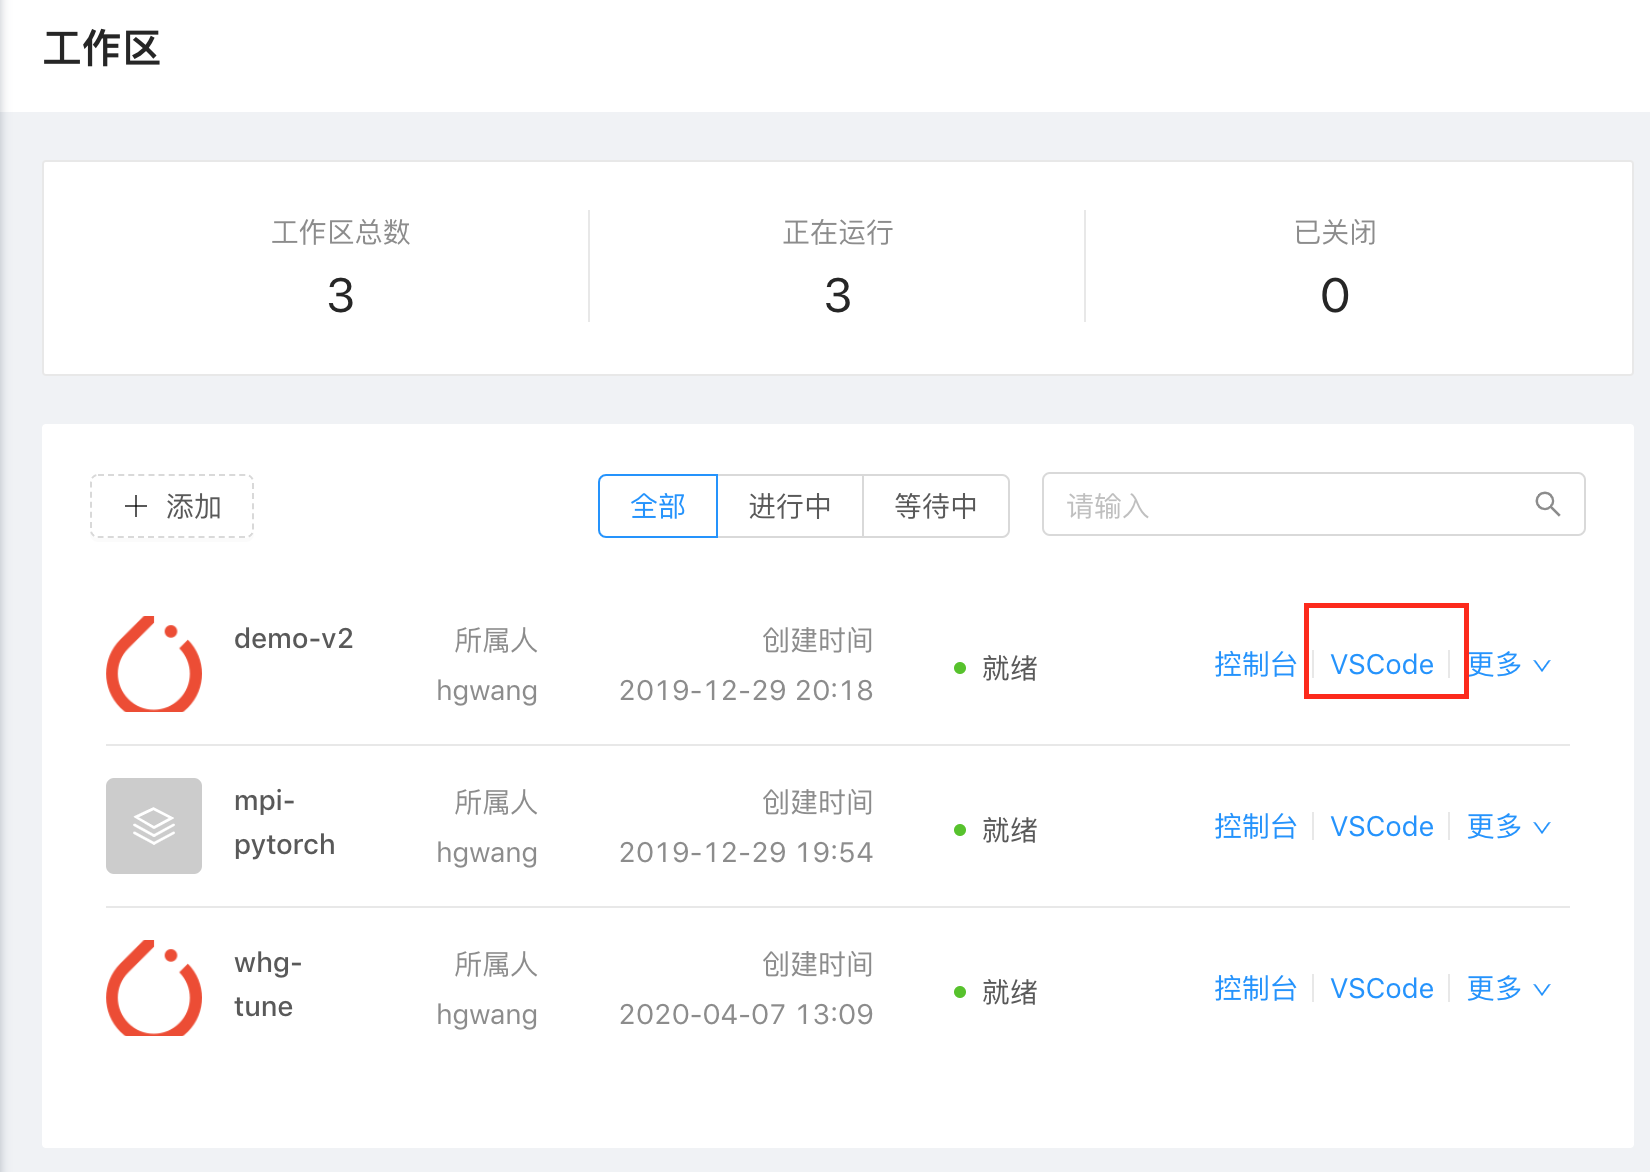 工作区
工作区总数
正在运行
已关闭
3
3
0
+ 添加
全部
进行中
等待中
请输入
demo-v2
所属人
hgwang
创建时间
2019-12-29 20:18
就绪
控制台
VSCode
更多
mpi-
pytorch
所属人
hgwang
创建时间
2019-12-29 19:54
就绪
控制台
VSCode
更多
whg-
tune
所属人
hgwang
创建时间
2020-04-07 13:09
就绪
控制台
VSCode
更多